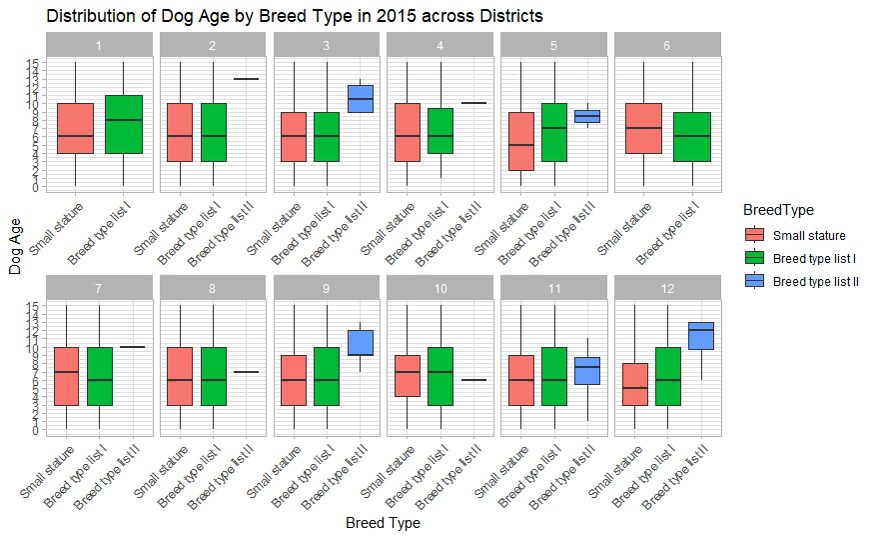 Distribution of Dog Age by Breed Type in 2015 across Districts
1 2 3 4 5 6
15
14
13
12
11
10
9
8
7
6
5
4
3
2
1
0
Small stature
Breed type list I
Small stature
Breed type list I
Breed type list II
Small stature
Breed type list I
Breed type list II
Small stature
Breed type list I
Breed type list II
Small stature
Breed type list I
Breed type list II
Small stature
Breed type list I
Dog Age
7 8 9 10 11 12
15
14
13
12
11
10
9
8
7
6
5
4
3
2
1
0
Small stature
Breed type list I
Breed type list II
Small stature
Breed type list I
Breed type list II
Small stature
Breed type list I
Breed type list II
Small stature
Breed type list I
Breed type list II
Small stature
Breed type list I
Breed type list II
Small stature
Breed type list I
Breed type list II
Breed Type
BreedType
Small stature
Breed type list I
Breed type list II